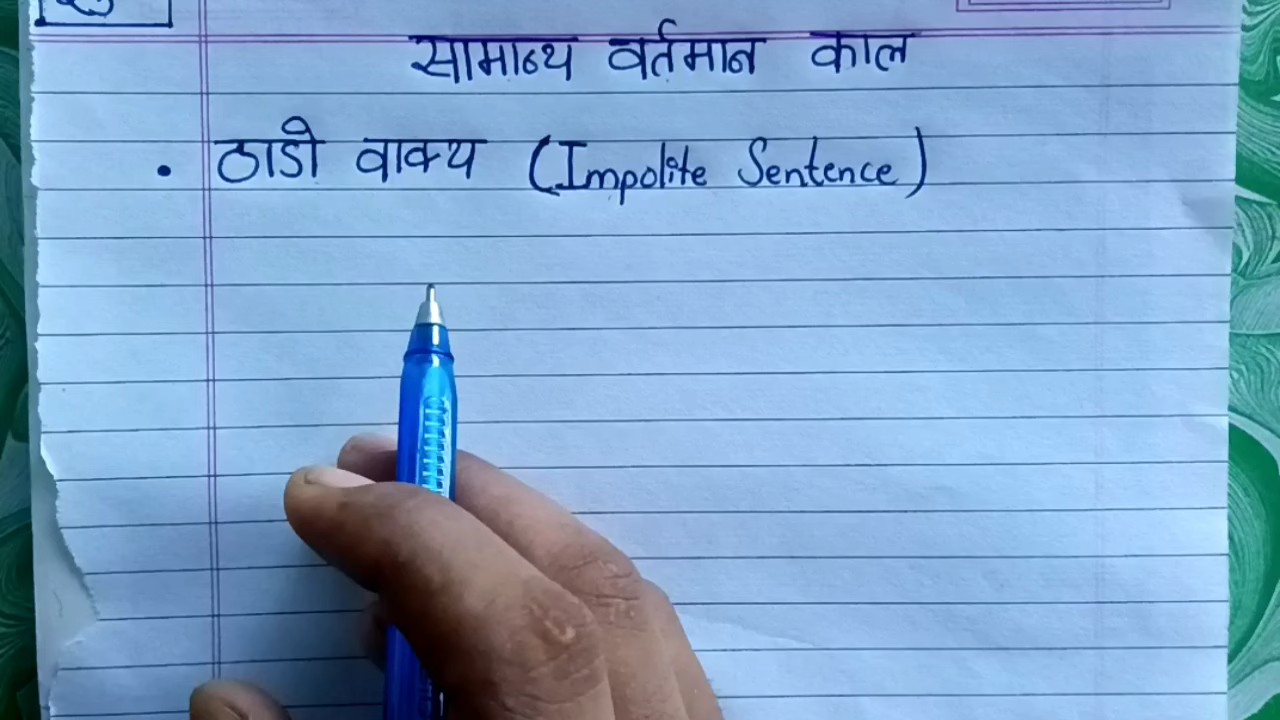 सामान्य वर्तमान काल
• ठाडो वाक्य (Impolite Sentence)